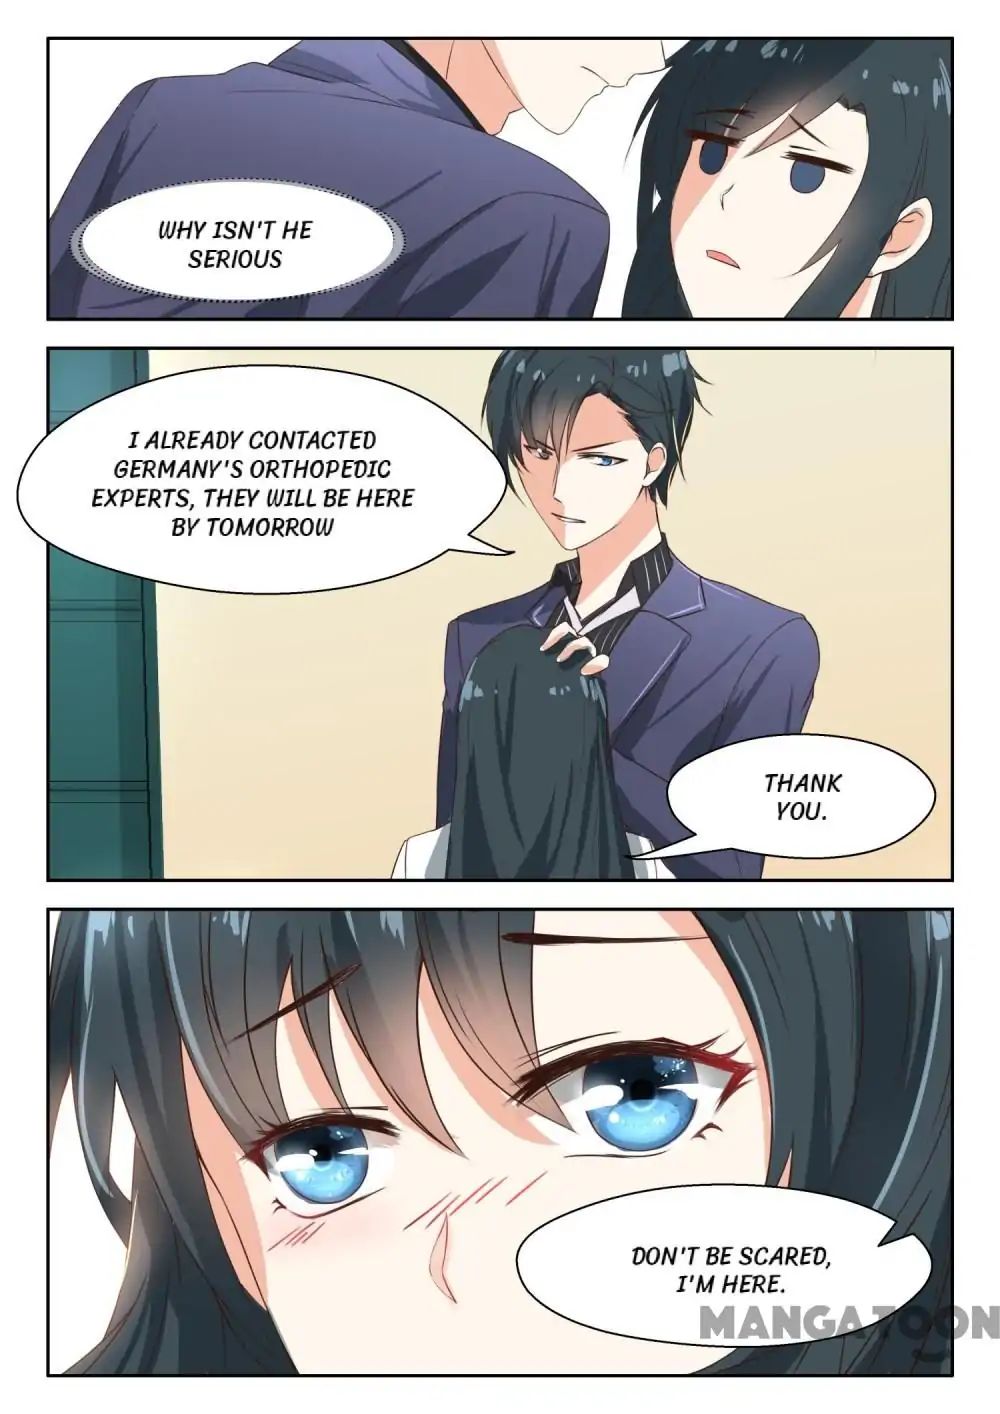 WHY ISN'T HE
SERIOUS
I ALREADY CONTACTED
GERMANY'S ORTHOPEDIC
EXPERTS, THEY WILL BE HERE
BY TOMORROW
THANK
YOU.
DON'T BE SCARED,
I'M HERE.
MANGATOON